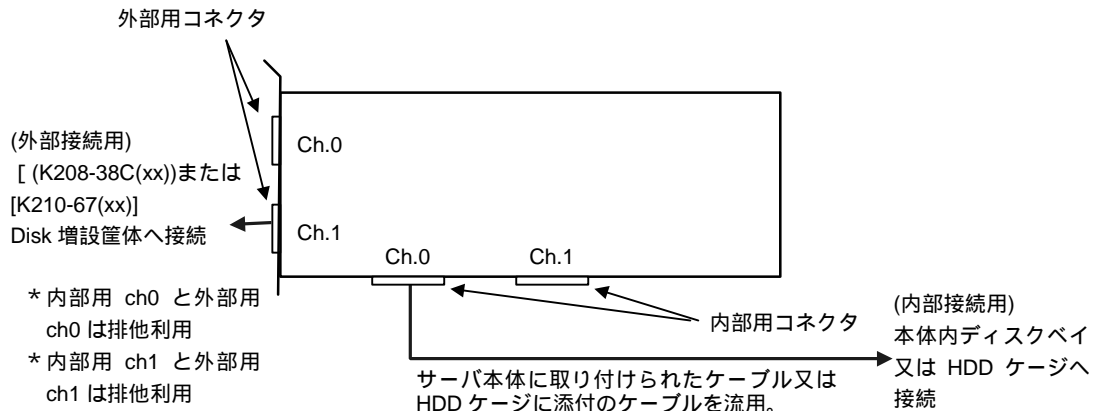 外部用コネクタ
(外部接続用)
[ (K208-38C(xx))または
[K210-67(xx)]
Disk 増設筐体へ接続
Ch.0
Ch.1
Ch.0
Ch.1
*内部用 ch0 と外部用
ch0 は排他利用
*内部用 ch1 と外部用
ch1 は排他利用
内部用コネクタ
(内部接続用)
本体内ディスクベイ
又は HDD ケージへ
接続
サーバ本体に取り付けられたケーブル又は
HDD ケージに添付のケーブルを流用。